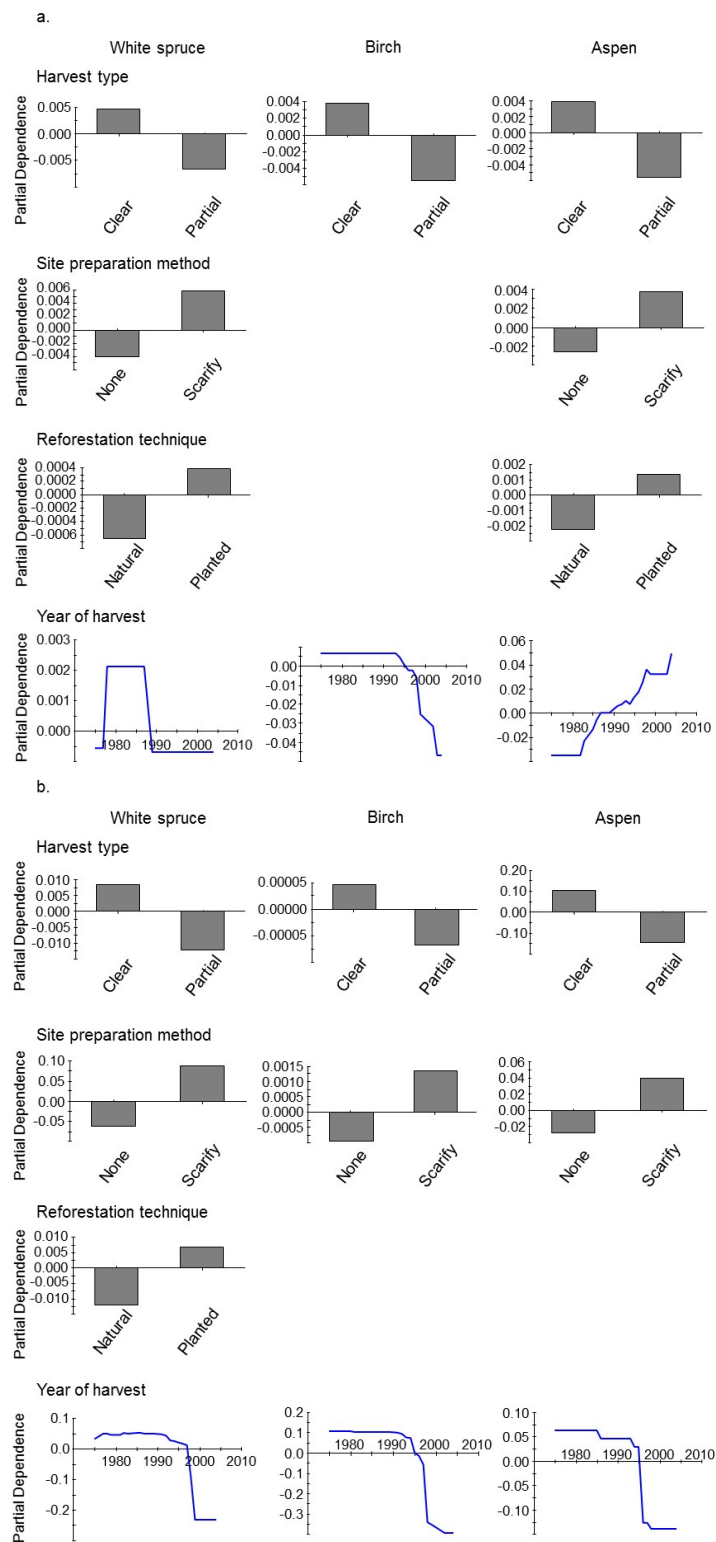 a.
White spruce Birch Aspen
Harvest type
Partial Dependence
0.005
0.000
-0.005
Clear Partial
0.004
0.002
0.000
-0.002
-0.004
Clear Partial
0.004
0.002
0.000
-0.002
-0.004
Clear Partial
Site preparation method
Partial Dependence
0.006
0.004
0.002
0.000
-0.002
-0.004
None Scarify
0.004
0.002
0.000
-0.002
None Scarify
Reforestation technique
Partial Dependence
0.0004
0.0002
0.0000
-0.0002
-0.0004
-0.0006
Natural Planted
0.002
0.001
0.000
-0.001
-0.002
Natural Planted
Year of harvest
Partial Dependence
0.003
0.002
0.001
0.000
1980 1990 2000 2010
0.00
-0.01
-0.02
-0.03
-0.04
1980 1990 2000 2010
0.06
0.04
0.02
0.00
-0.02
1980 1990 2000 2010
b.
White spruce Birch Aspen
Harvest type
Partial Dependence
0.010
0.005
0.000
-0.005
-0.010
Clear Partial
0.00005
0.00000
-0.00005
Clear Partial
0.20
0.10
0.00
-0.10
Clear Partial
Site preparation method
Partial Dependence
0.10
0.05
0.00
-0.05
None Scarify
0.0015
0.0010
0.0005
0.0000
-0.0005
None Scarify
0.06
0.04
0.02
0.00
-0.02
None Scarify
Reforestation technique
Partial Dependence
0.010
0.005
0.000
-0.005
-0.010
Natural Planted
Year of harvest
Partial Dependence
0.1
0.0
-0.1
-0.2
1980 1990 2000 2010
0.2
0.1
0.0
-0.1
-0.2
-0.3
1980 1990 2000 2010
0.10
0.05
0.00
-0.05
-0.10
1980 1990 2000 2010